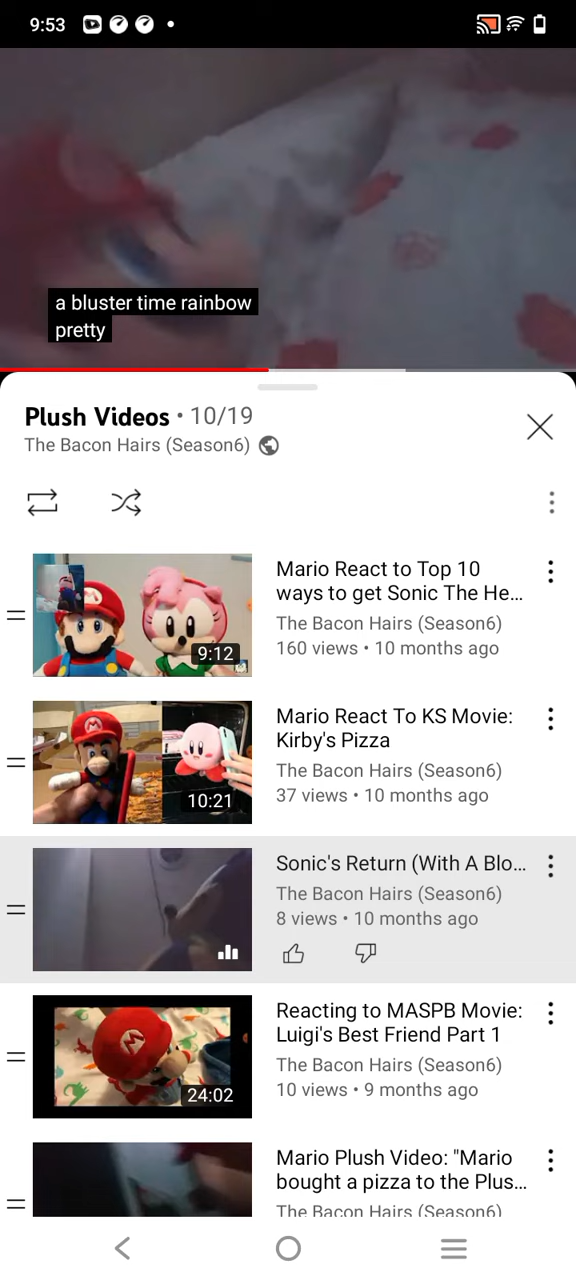 9:53
a bluster time rainbow
pretty
Plush Videos • 10/19
The Bacon Hairs (Season6)
Mario React to Top 10
ways to get Sonic The He...
The Bacon Hairs (Season6)
160 views • 10 months ago
9:12
Mario React To KS Movie:
Kirby's Pizza
The Bacon Hairs (Season6)
37 views • 10 months ago
10:21
Sonic's Return (With A Blo...
The Bacon Hairs (Season6)
8 views • 10 months ago
Reacting to MASPB Movie:
Luigi's Best Friend Part 1
The Bacon Hairs (Season6)
10 views • 9 months ago
24:02
Mario Plush Video: "Mario
bought a pizza to the Plus...
The Bacon Hairs (Season6)